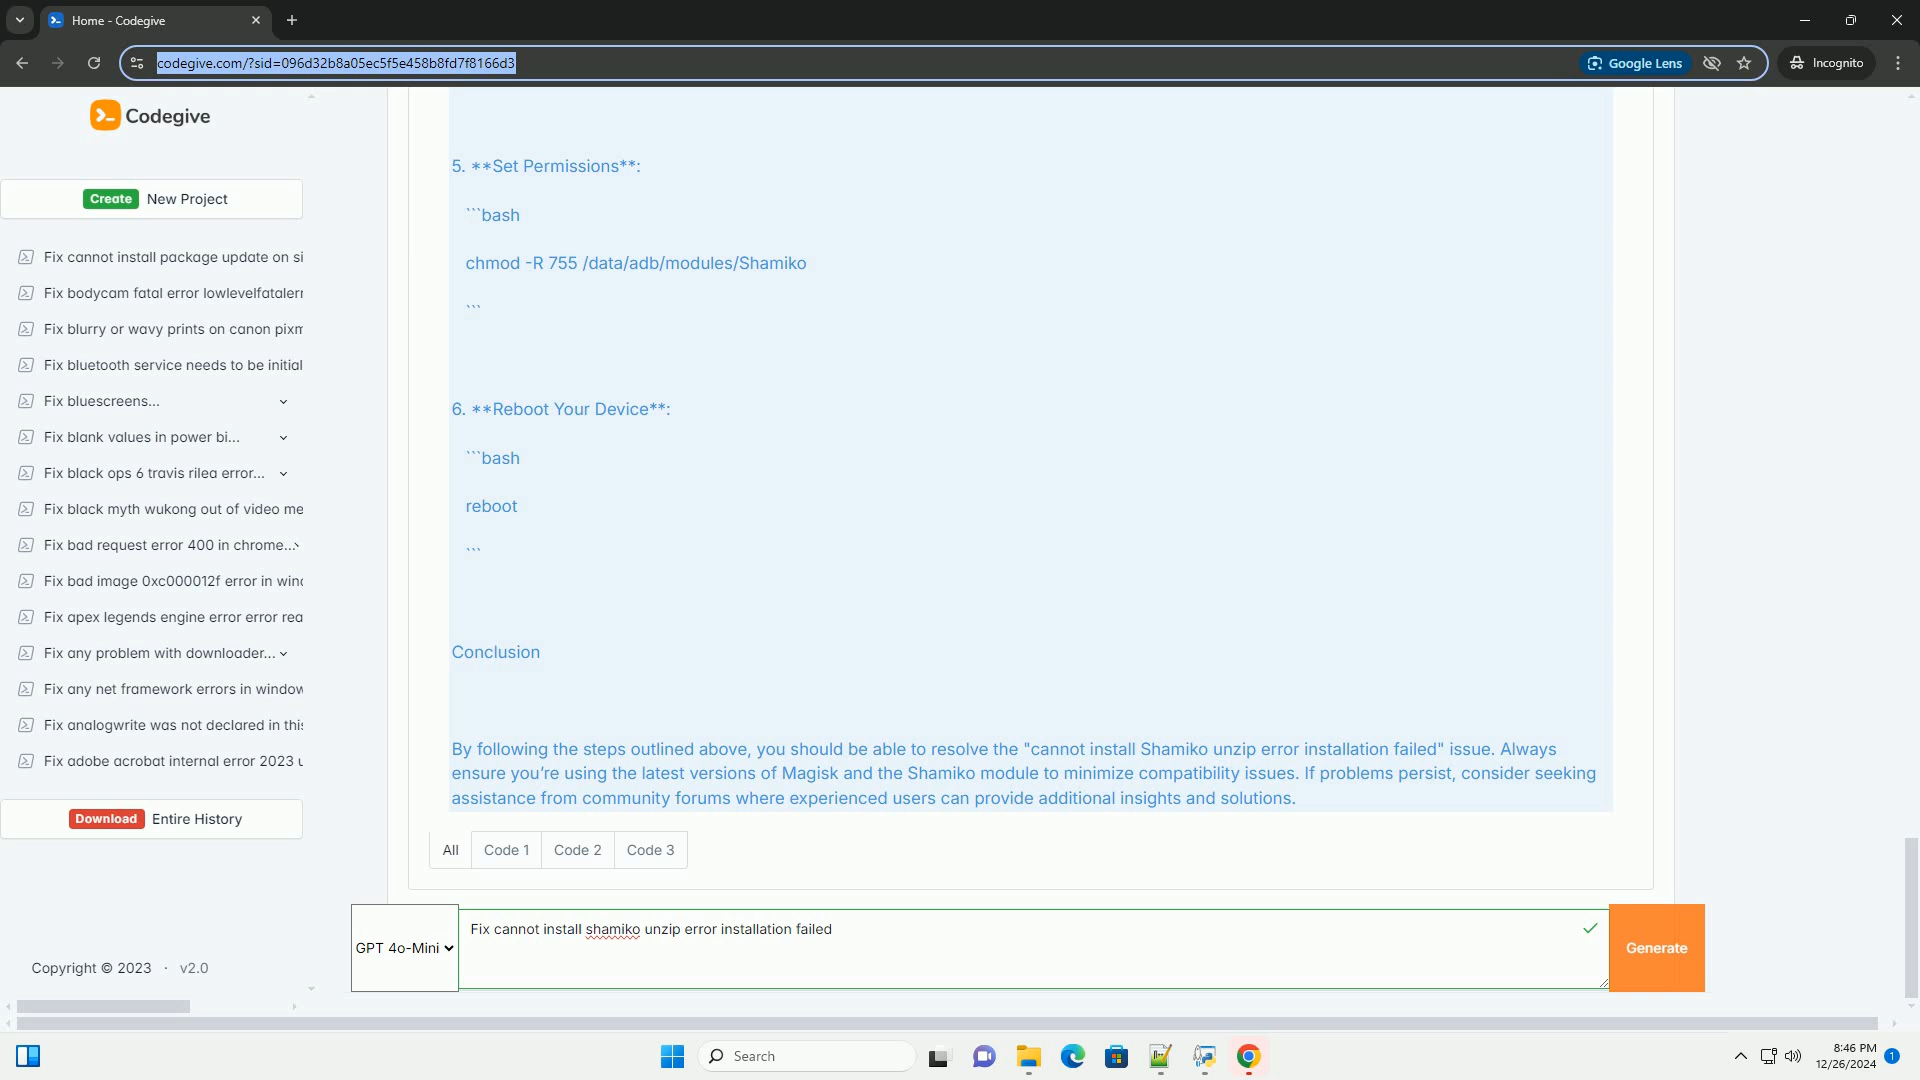 Home - Codegive
codegive.com/?sid=096d32b8a05ec5f5e458b8fd7f8166d3
Google Lens
Incognito
Codegive
Create New Project
Fix cannot install package update on si
Fix bodycam fatal error lowlevelfatalerr
Fix blurry or wavy prints on canon pixm
Fix bluetooth service needs to be initial
Fix bluescreens...
Fix blank values in power bi...
Fix black ops 6 travis rilea error...
Fix black myth wukong out of video me
Fix bad request error 400 in chrome...
Fix bad image 0xc000012f error in wind
Fix apex legends engine error error rea
Fix any problem with downloader...
Fix any net framework errors in window
Fix analogwrite was not declared in this
Fix adobe acrobat internal error 2023 u
Download Entire History
Copyright © 2023 · v2.0
5. **Set Permissions**:
```bash
chmod -R 755 /data/adb/modules/Shamiko
```
6. **Reboot Your Device**:
```bash
reboot
```
Conclusion
By following the steps outlined above, you should be able to resolve the "cannot install Shamiko unzip error installation failed" issue. Always
ensure you’re using the latest versions of Magisk and the Shamiko module to minimize compatibility issues. If problems persist, consider seeking
assistance from community forums where experienced users can provide additional insights and solutions.
All Code 1 Code 2 Code 3
GPT 4o-Mini
Fix cannot install shamiko unzip error installation failed
Generate
Search
8:46 PM
12/26/2024
1